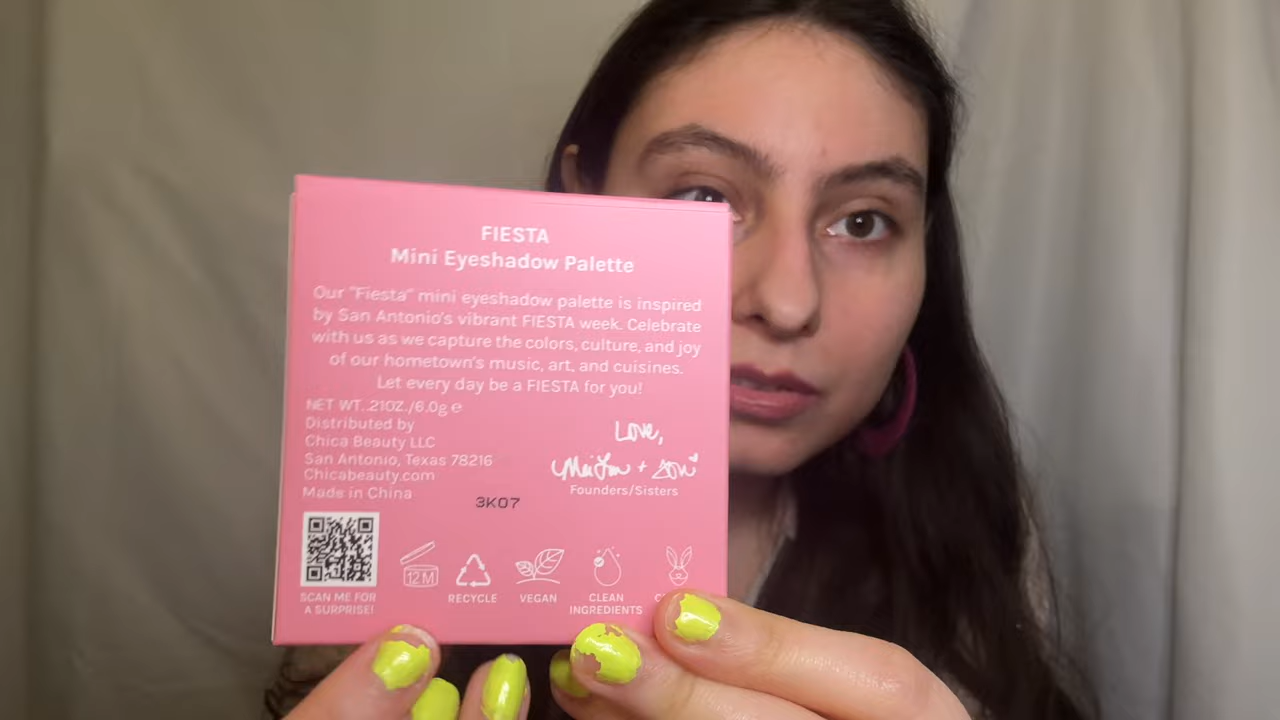 FIESTA
Mini Eyeshadow Palette
Our "Fiesta" mini eyeshadow palette is inspired
by San Antonio's vibrant FIESTA week. Celebrate
with us as we capture the colors, culture, and joy
of our hometown's music, art, and cuisines.
Let every day be a FIESTA for you!
NET WT..21OZ./6.0g e
Distributed by
Chica Beauty LLC
San Antonio, Texas 78216
Chicabeauty.com
Made in China
Love,
+
Founders/Sisters
3K07
12M
SCAN ME FOR
A SURPRISE!
RECYCLE
VEGAN
CLEAN
INGREDIENTS